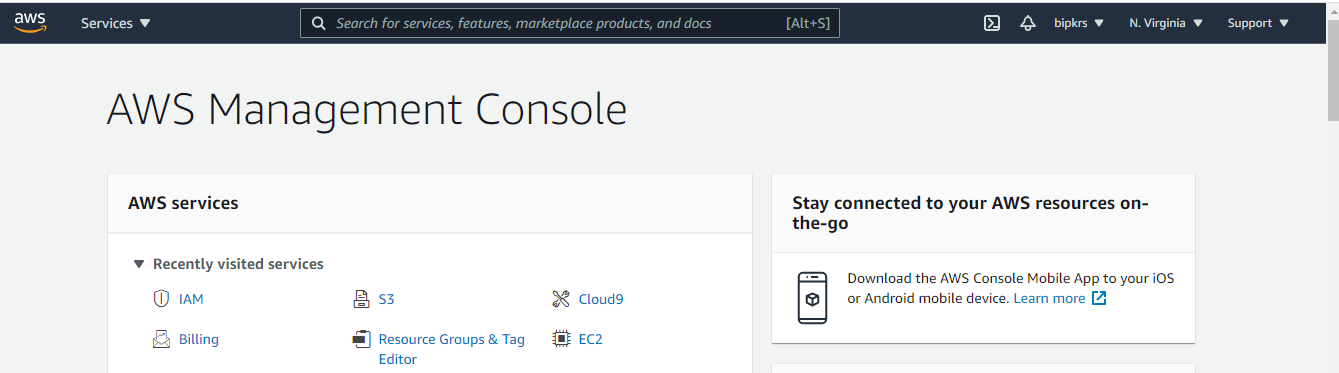 aws
Services
Search for services, features, marketplace products, and docs [Alt+S]
bipkrs
N. Virginia
Support
AWS Management Console
AWS services
Recently visited services
IAM
S3
Cloud9
Billing
Resource Groups & Tag
Editor
EC2
Stay connected to your AWS resources on-
the-go
Download the AWS Console Mobile App to your iOS
or Android mobile device. Learn more